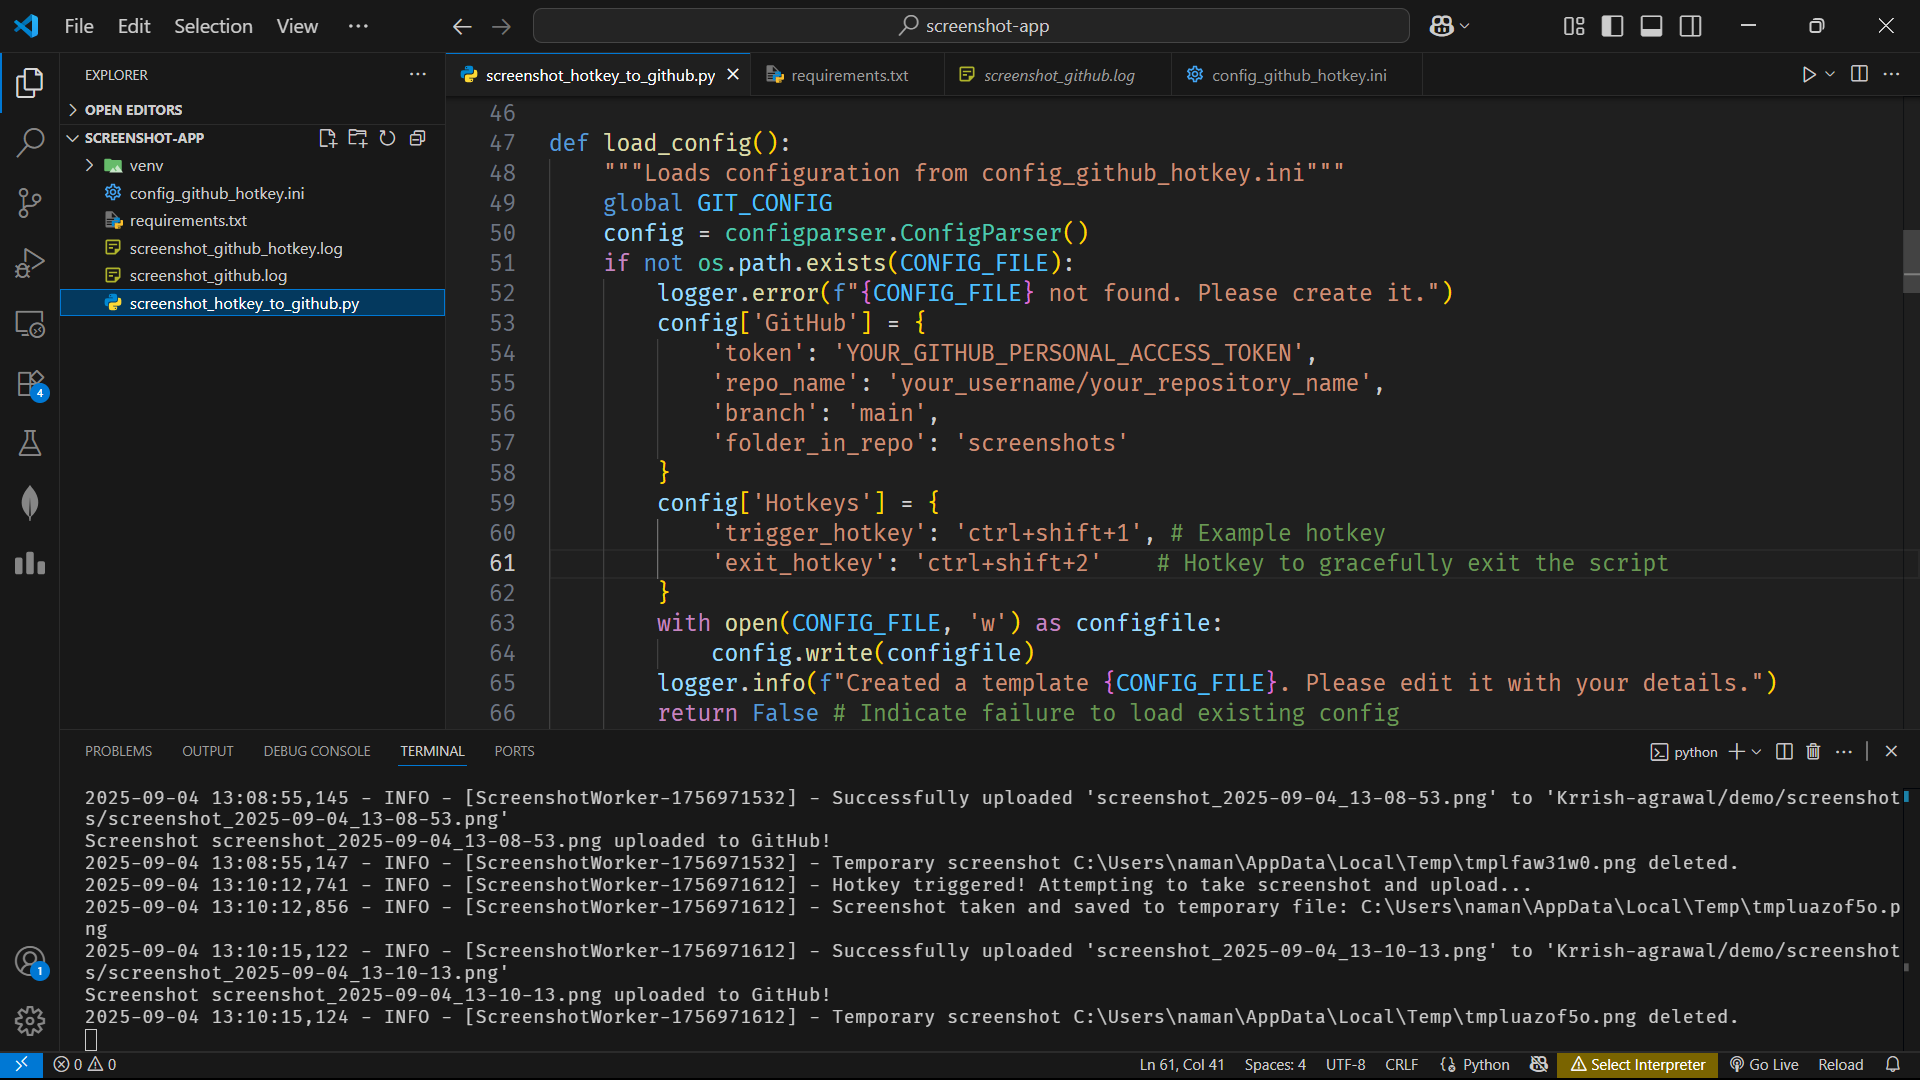 File Edit Selection View ···
screenshot-app
EXPLORER
OPEN EDITORS
SCREENSHOT-APP
venv
config_github_hotkey.ini
requirements.txt
screenshot_github_hotkey.log
screenshot_github.log
screenshot_hotkey_to_github.py
4
1
screenshot_hotkey_to_github.py requirements.txt screenshot_github.log config_github_hotkey.ini
46
47 def load_config():
48 """Loads configuration from config_github_hotkey.ini"""
49 global GIT_CONFIG
50 config = configparser.ConfigParser()
51 if not os.path.exists(CONFIG_FILE):
52 logger.error(f"{CONFIG_FILE} not found. Please create it.")
53 config['GitHub'] = {
54 'token': 'YOUR_GITHUB_PERSONAL_ACCESS_TOKEN',
55 'repo_name': 'your_username/your_repository_name',
56 'branch': 'main',
57 'folder_in_repo': 'screenshots'
58 }
59 config['Hotkeys'] = {
60 'trigger_hotkey': 'ctrl+shift+1', # Example hotkey
61 'exit_hotkey': 'ctrl+shift+2' # Hotkey to gracefully exit the script
62 }
63 with open(CONFIG_FILE, 'w') as configfile:
64 config.write(configfile)
65 logger.info(f"Created a template {CONFIG_FILE}. Please edit it with your details.")
66 return False # Indicate failure to load existing config
PROBLEMS OUTPUT DEBUG CONSOLE TERMINAL PORTS
python
2025-09-04 13:08:55,145 - INFO - [ScreenshotWorker-1756971532] - Successfully uploaded 'screenshot_2025-09-04_13-08-53.png' to 'Krrish-agrawal/demo/screenshot
s/screenshot_2025-09-04_13-08-53.png'
Screenshot screenshot_2025-09-04_13-08-53.png uploaded to GitHub!
2025-09-04 13:08:55,147 - INFO - [ScreenshotWorker-1756971532] - Temporary screenshot C:\Users\naman\AppData\Local\Temp\tmplfaw31w0.png deleted.
2025-09-04 13:10:12,741 - INFO - [ScreenshotWorker-1756971612] - Hotkey triggered! Attempting to take screenshot and upload...
2025-09-04 13:10:12,856 - INFO - [ScreenshotWorker-1756971612] - Screenshot taken and saved to temporary file: C:\Users\naman\AppData\Local\Temp\tmpluazof5o.p
ng
2025-09-04 13:10:15,122 - INFO - [ScreenshotWorker-1756971612] - Successfully uploaded 'screenshot_2025-09-04_13-10-13.png' to 'Krrish-agrawal/demo/screenshot
s/screenshot_2025-09-04_13-10-13.png'
Screenshot screenshot_2025-09-04_13-10-13.png uploaded to GitHub!
2025-09-04 13:10:15,124 - INFO - [ScreenshotWorker-1756971612] - Temporary screenshot C:\Users\naman\AppData\Local\Temp\tmpluazof5o.png deleted.
0 0 Ln 61, Col 41 Spaces: 4 UTF-8 CRLF {} Python Select Interpreter Go Live Reload